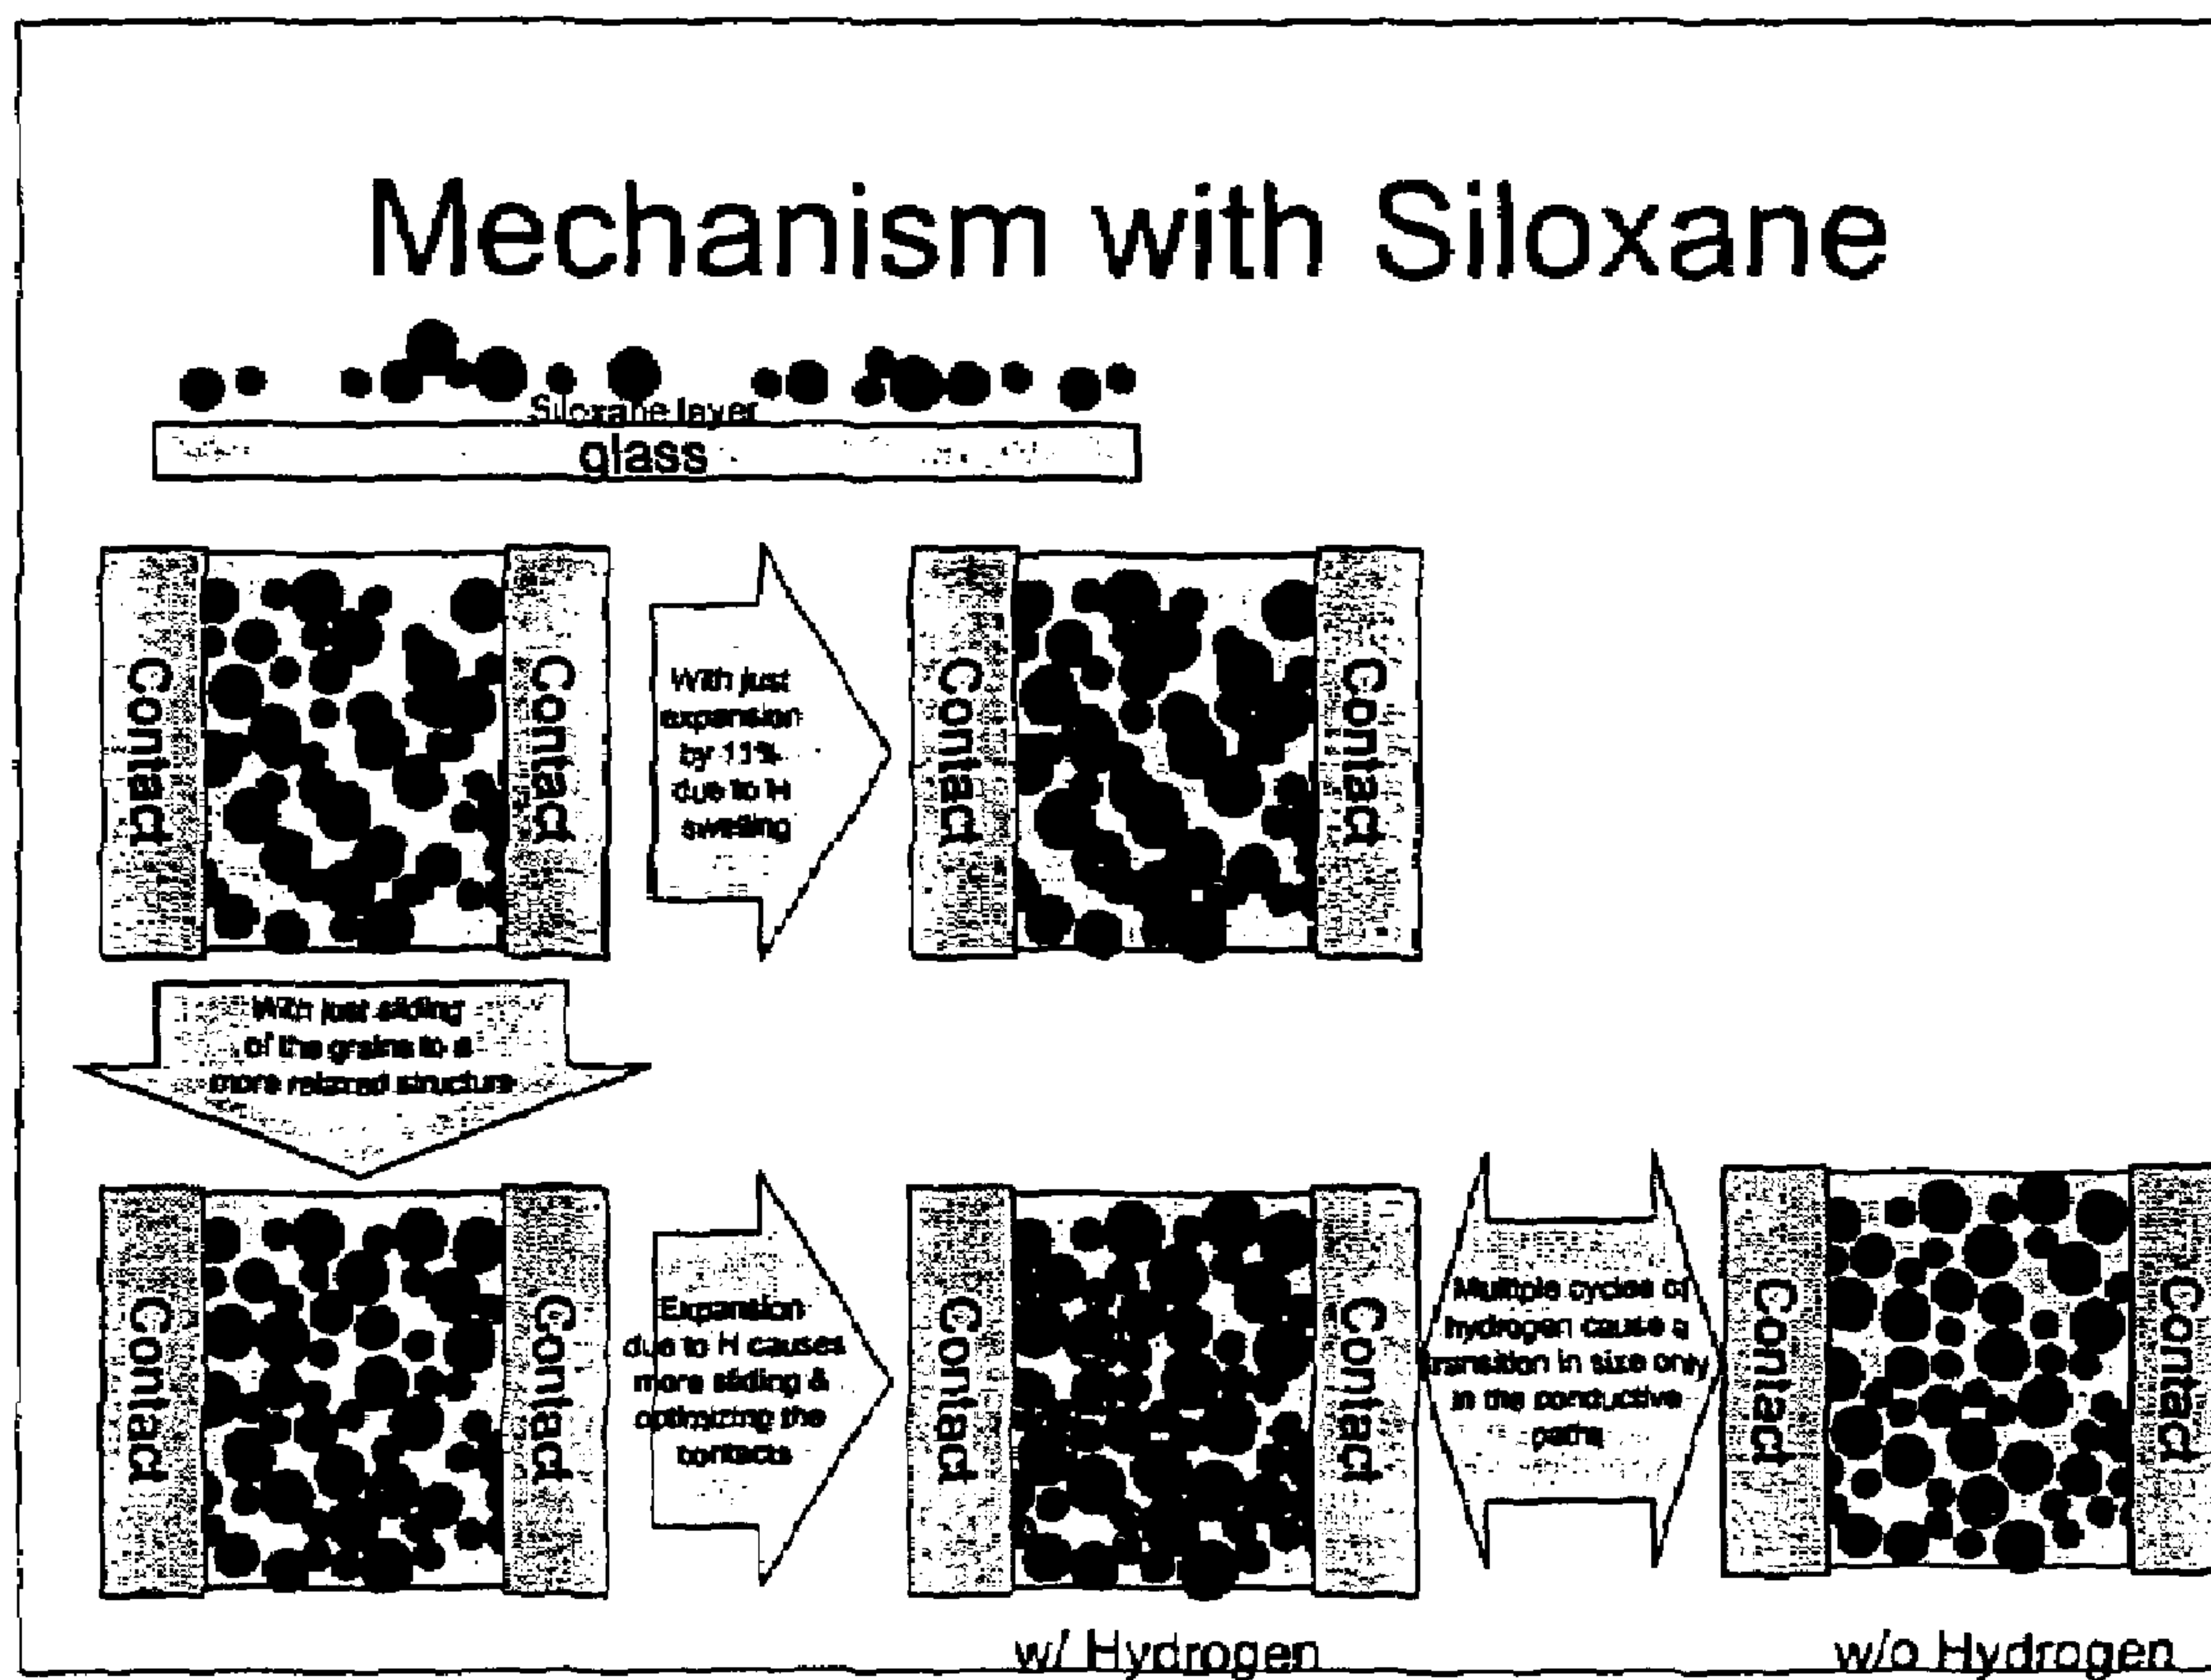 Mechanism with Siloxane
Siloxane layer
glass
Contact
Contact
With just
expansion
by 11%
due to H
swelling
Contact
Contact
With just sliding
of the grains to a
more relaxed structure
Contact
Contact
Expansion
due to H causes
more sliding &
optimizing the
contacts
Contact
Contact
Multiple cycles of
hydrogen cause a
transition in size only
in the conductive
paths
Contact
Contact
w/ Hydrogen
w/o Hydrogen